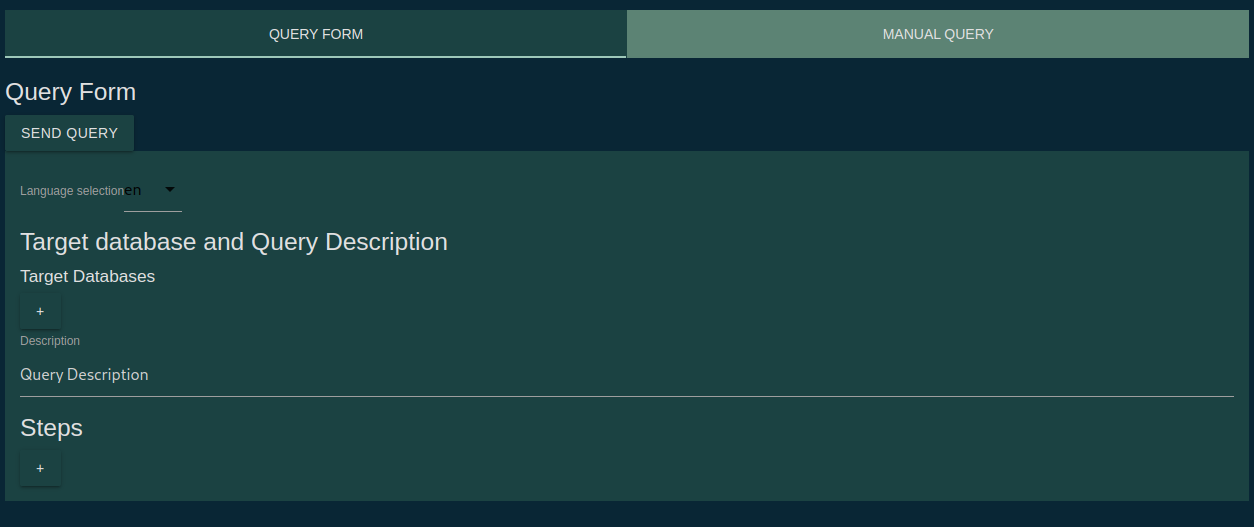 QUERY FORM
MANUAL QUERY
Query Form
SEND QUERY
Language selection en
Target database and Query Description
Target Databases
+
Description
Query Description
Steps
+